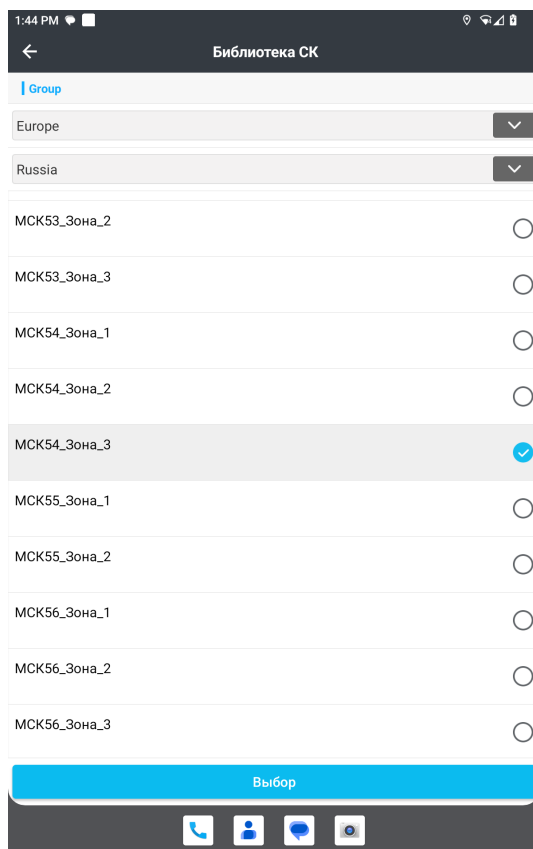 1:44 PM
Библиотека СК
Group
Europe
Russia
МСК53_Зона_2
МСК53_Зона_3
МСК54_Зона_1
МСК54_Зона_2
МСК54_Зона_3
МСК55_Зона_1
МСК55_Зона_2
МСК56_Зона_1
МСК56_Зона_2
МСК56_Зона_3
Выбор